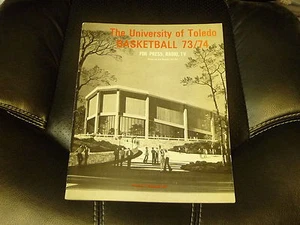 The University of Toledo
BASKETBALL 73/74
FOR PRESS, RADIO, TV